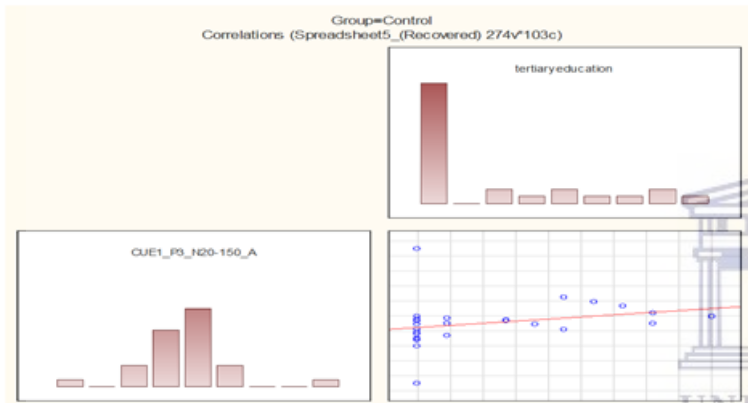 Group=Control
Correlations (Spreadsheet5_(Recovered) 274v*103c)
tertiaryeducation
CUE1_P3_N20-150_A